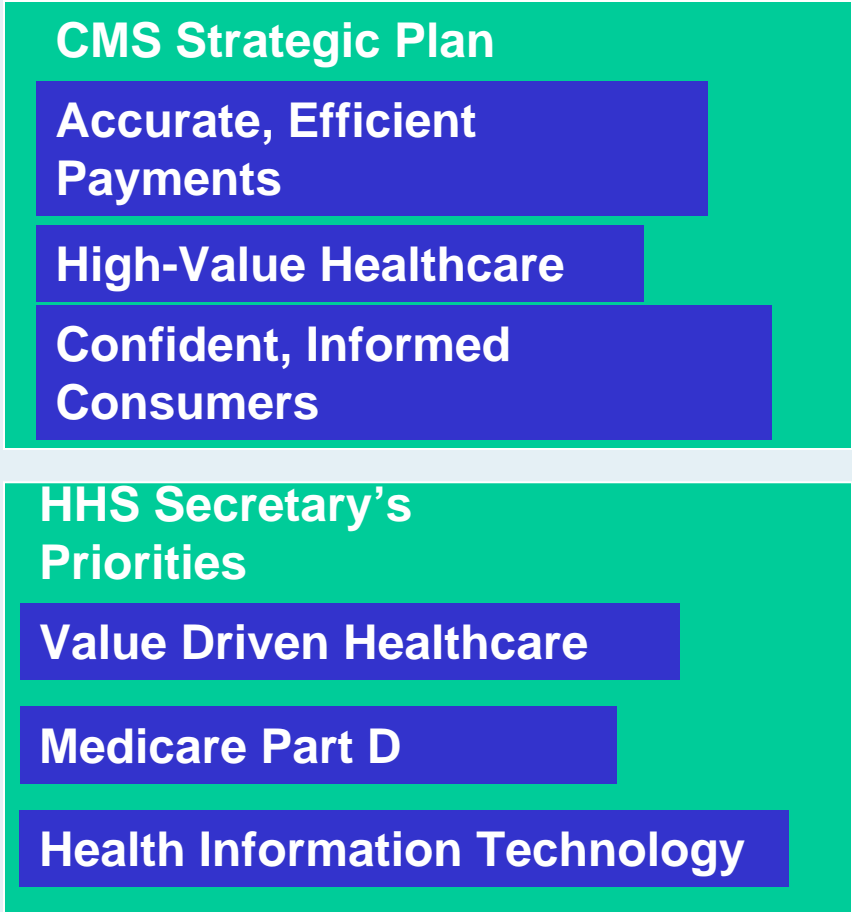 CMS Strategic Plan
Accurate, Efficient
Payments
High-Value Healthcare
Confident, Informed
Consumers
HHS Secretary’s
Priorities
Value Driven Healthcare
Medicare Part D
Health Information Technology